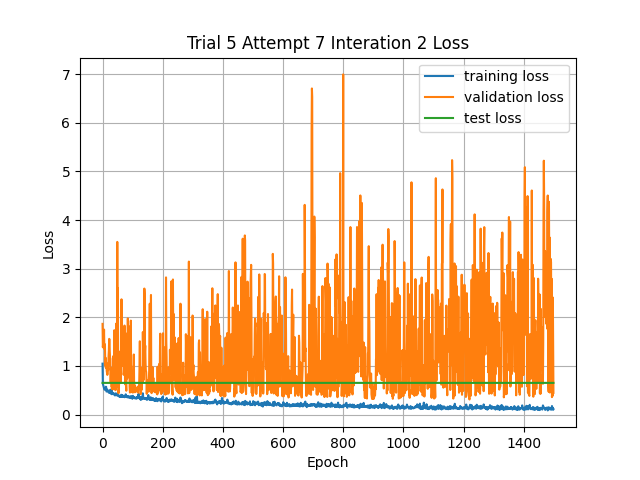 Trial 5 Attempt 7 Interation 2 Loss
training loss
validation loss
test loss
Loss
7
6
5
4
3
2
1
0
0 200 400 600 800 1000 1200 1400
Epoch